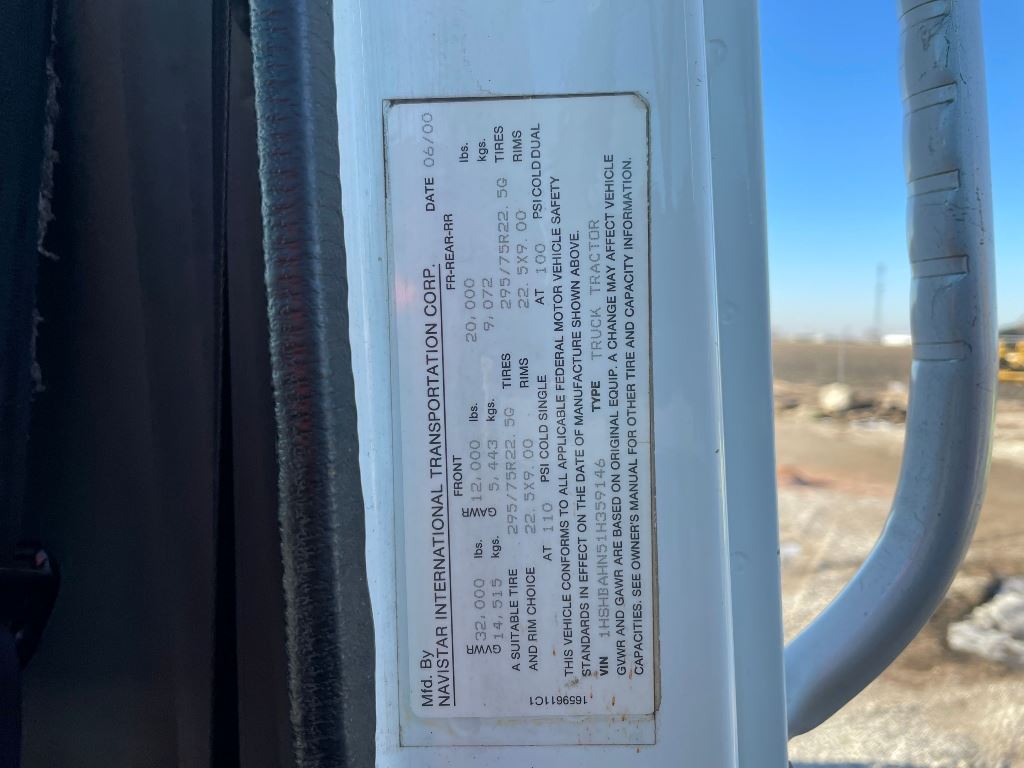 Mfd. By
NAVISTAR INTERNATIONAL TRANSPORTATION CORP. DATE 06/00
FRONT FR-REAR-RR
GVWR 32,000 lbs. GAWR 12,000 lbs. 20,000 lbs.
14,515 kgs. 5,443 kgs. 9,072 kgs.
A SUITABLE TIRE 295/75R22.5G TIRES 295/75R22.5G TIRES
AND RIM CHOICE 22.5X9.00 RIMS 22.5X9.00 RIMS
AT 110 PSI COLD SINGLE AT 100 PSI COLD DUAL
THIS VEHICLE CONFORMS TO ALL APPLICABLE FEDERAL MOTOR VEHICLE SAFETY
STANDARDS IN EFFECT ON THE DATE OF MANUFACTURE SHOWN ABOVE.
VIN 1HSHBAHN51H359146 TYPE TRUCK TRACTOR
GVWR AND GAWR ARE BASED ON ORIGINAL EQUIP. A CHANGE MAY AFFECT VEHICLE
CAPACITIES. SEE OWNER'S MANUAL FOR OTHER TIRE AND CAPACITY INFORMATION.
1659611C1